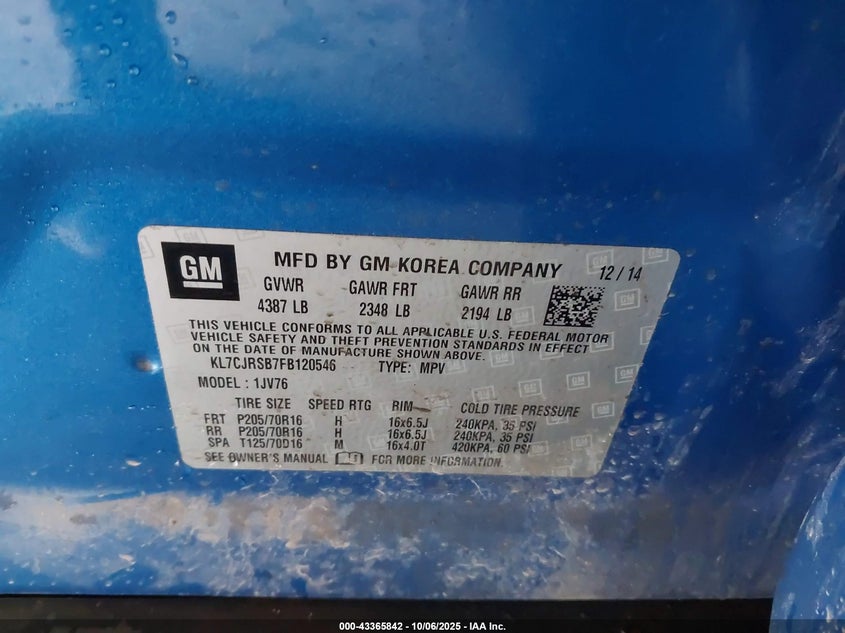 GM
MFD BY GM KOREA COMPANY 12/14
GVWR GAWR FRT GAWR RR
4387 LB 2348 LB 2194 LB
THIS VEHICLE CONFORMS TO ALL APPLICABLE U.S. FEDERAL MOTOR
VEHICLE SAFETY AND THEFT PREVENTION STANDARDS IN EFFECT
ON THE DATE OF MANUFACTURE SHOWN ABOVE.
KL7CJRSB7FB120546 TYPE: MPV
MODEL : 1JV76
TIRE SIZE SPEED RTG RIM COLD TIRE PRESSURE
FRT P205/70R16 H 16x6.5J 240KPA, 35 PSI
RR P205/70R16 H 16x6.5J 240KPA, 35 PSI
SPA T125/70D16 M 16x4.0T 420KPA, 60 PSI
SEE OWNER'S MANUAL FOR MORE INFORMATION.
000-43365842 - 10/06/2025 - IAA Inc.